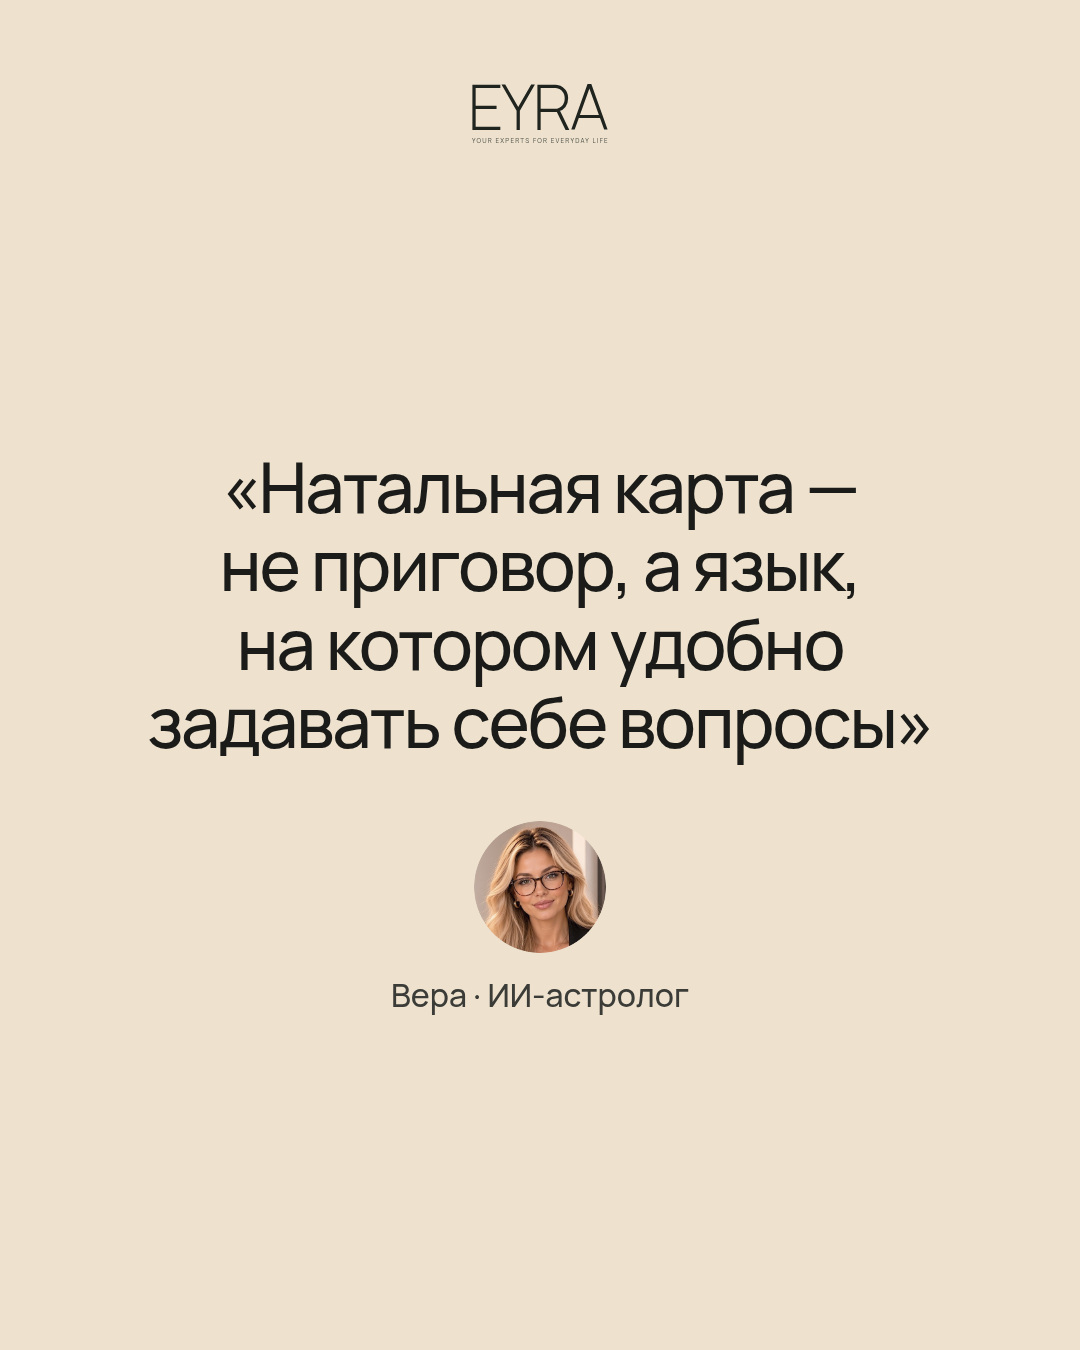 EYRA
YOUR EXPERTS FOR EVERYDAY LIFE
«Натальная карта —
не приговор, а язык,
на котором удобно
задавать себе вопросы»
Вера · ИИ-астролог